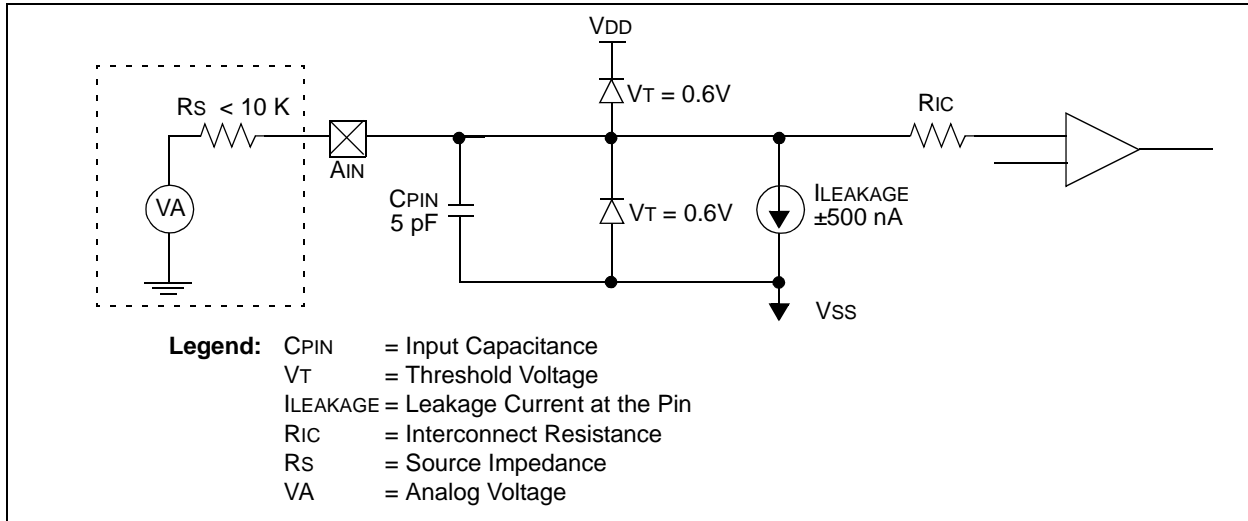 VDD
RS < 10 K
VT = 0.6V
RIC
AIN
VA
CPIN
5 pF
VT = 0.6V
ILEAKAGE
±500 nA
VSS
Legend: CPIN = Input Capacitance
VT = Threshold Voltage
ILEAKAGE = Leakage Current at the Pin
RIC = Interconnect Resistance
RS = Source Impedance
VA = Analog Voltage